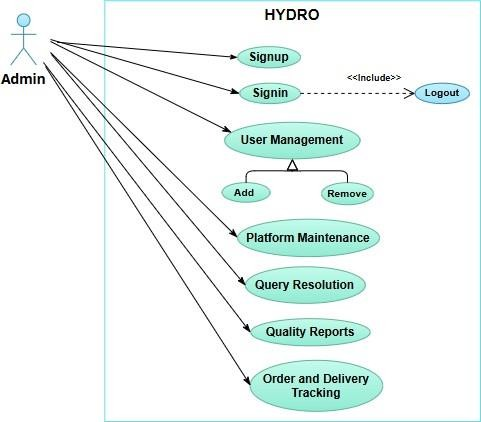 HYDRO
Admin
Signup
Signin
<<Include>>
Logout
User Management
Add
Remove
Platform Maintenance
Query Resolution
Quality Reports
Order and Delivery
Tracking